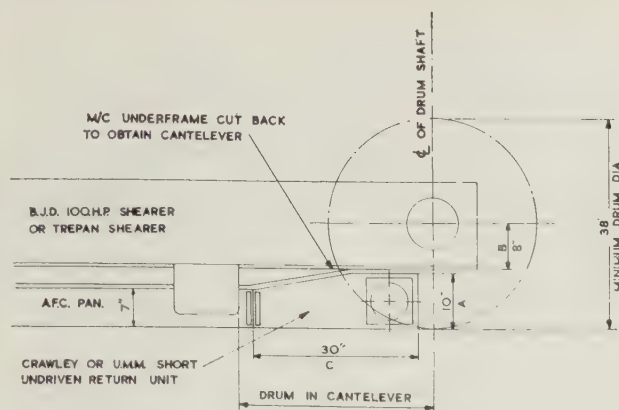 ℄ OF DRUM SHAFT
M/C UNDERFRAME CUT BACK
TO OBTAIN CANTELEVER
B.J.D. 100.H.P. SHEARER
OR TREPAN SHEARER
B
8"
38"
MINIMUM DRUM DIA
A.F.C. PAN.
7"
10"
A
30"
C
CRAWLEY OR U.M.M. SHORT
UNDRIVEN RETURN UNIT
DRUM IN CANTELEVER